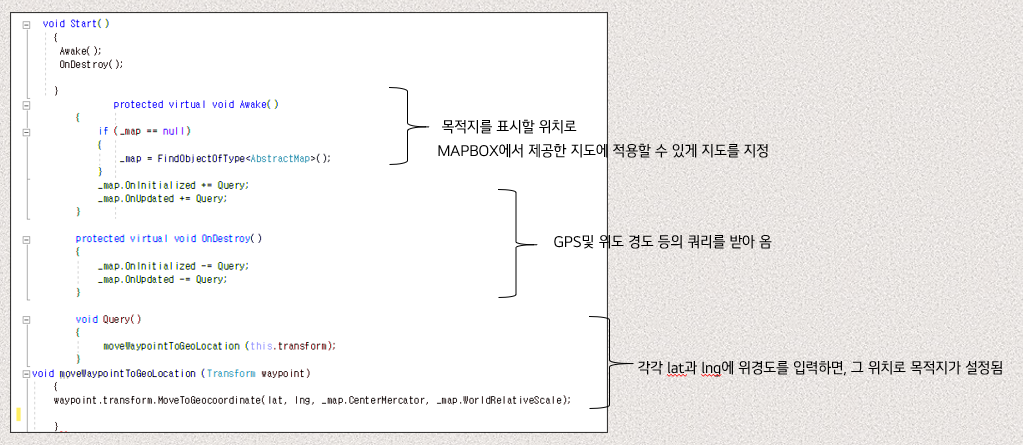 void Start()
{
Awake();
OnDestroy();
}
protected virtual void Awake()
{
if (_map == null)
{
_map = FindObjectOfType<AbstractMap>();
}
_map.OnInitialized += Query;
_map.OnUpdated += Query;
}
protected virtual void OnDestroy()
{
_map.OnInitialized -= Query;
_map.OnUpdated -= Query;
}
void Query()
{
moveWaypointToGeoLocation(this.transform);
}
void moveWaypointToGeoLocation(Transform waypoint)
{
waypoint.transform.MoveToGeocoordinate(lat, lng, _map.CenterMercator, _map.WorldRelativeScale);
}
목적지를 표시할 위치로
MAPBOX에서 제공한 지도에 적용할 수 있게 지도를 지정
GPS및 위도 경도 등의 쿼리를 받아 옴
각각 lat과 lng에 위경도를 입력하면, 그 위치로 목적지가 설정됨